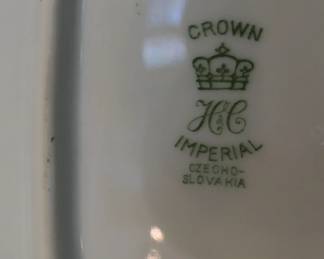 CROWN
H&C
IMPERIAL
CZECHO-
SLOVAKIA